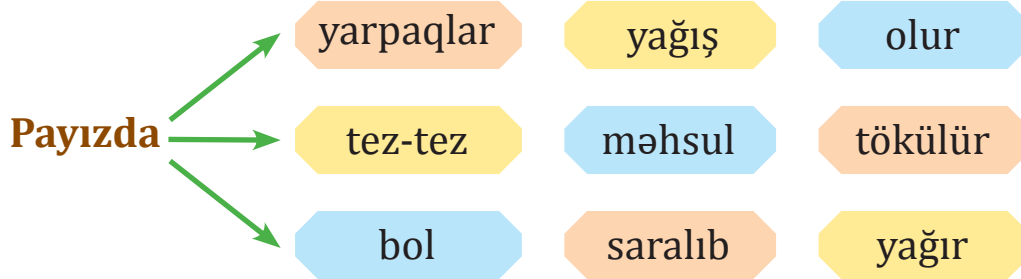 yarpaqlar yağış olur
Payızda tez-tez məhsul tökülür
bol saralıb yağır